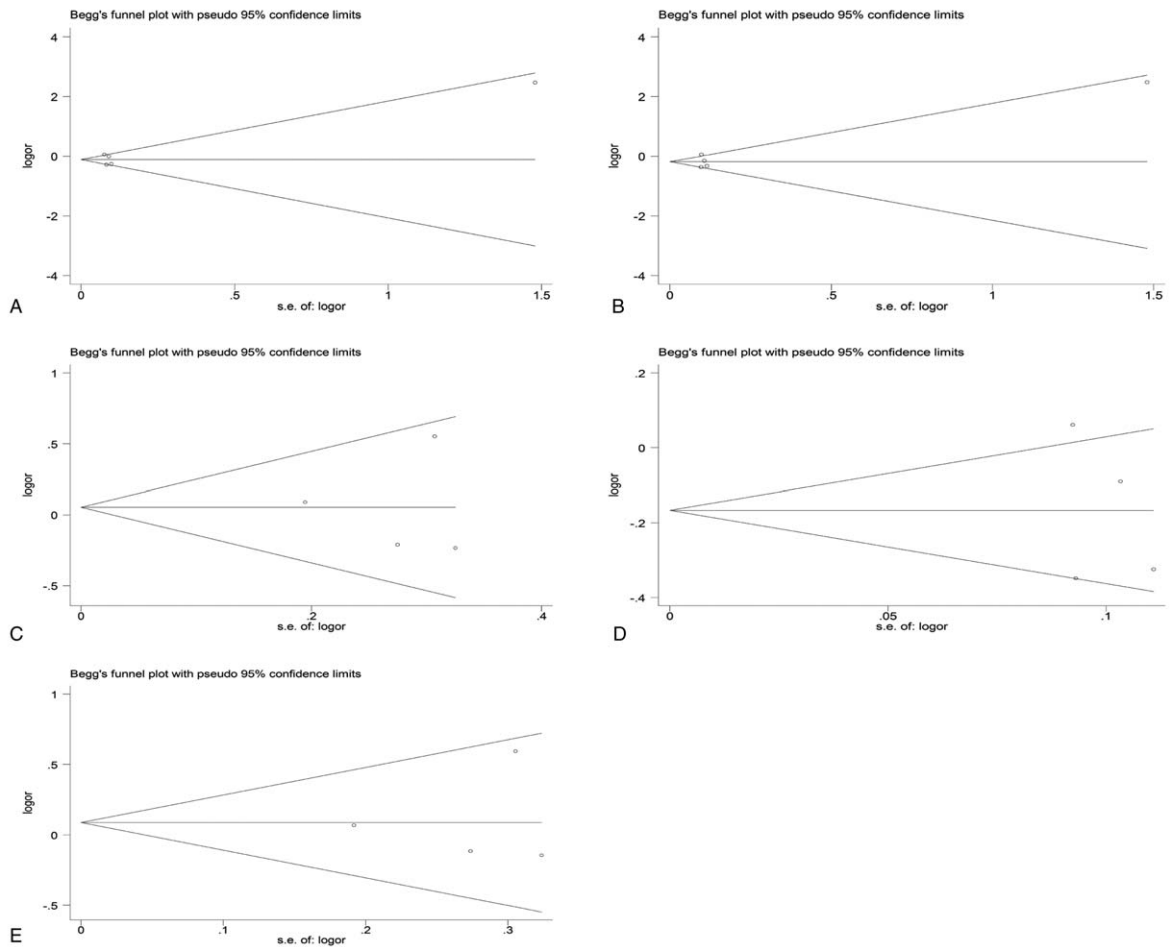 Begg's funnel plot with pseudo 95% confidence limits
4
2
0
-2
-4
logor
0
.5
1
1.5
s.e. of: logor
A
Begg's funnel plot with pseudo 95% confidence limits
4
2
0
-2
-4
logor
0
.5
1
1.5
s.e. of: logor
B
Begg's funnel plot with pseudo 95% confidence limits
1
.5
0
-.5
logor
0
.2
.4
s.e. of: logor
C
Begg's funnel plot with pseudo 95% confidence limits
.2
0
-.2
-.4
logor
0
.05
.1
s.e. of: logor
D
Begg's funnel plot with pseudo 95% confidence limits
1
.5
0
-.5
logor
0
.1
.2
.3
s.e. of: logor
E